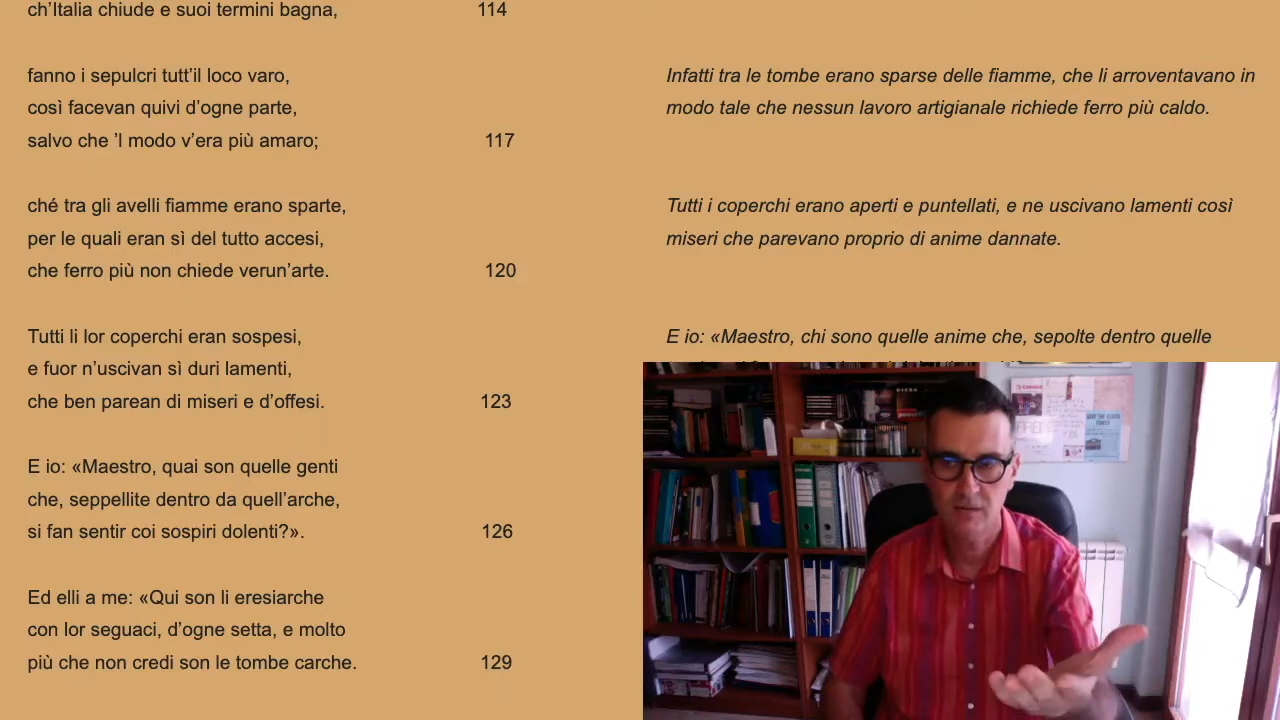 ch’Italia chiude e suoi termini bagna, 114
fanno i sepulcri tutt’il loco varo,
così facevan quivi d’ogne parte,
salvo che ’l modo v’era più amaro; 117
ché tra gli avelli fiamme erano sparte,
per le quali eran sì del tutto accesi,
che ferro più non chiede verun’arte. 120
Tutti li lor coperchi eran sospesi,
e fuor n’uscivan sì duri lamenti,
che ben parean di miseri e d’offesi. 123
E io: «Maestro, quai son quelle genti
che, seppellite dentro da quell’arche,
si fan sentir coi sospiri dolenti?». 126
Ed elli a me: «Qui son li eresiarche
con lor seguaci, d’ogne setta, e molto
più che non credi son le tombe carche. 129
Infatti tra le tombe erano sparse delle fiamme, che li arroventavano in
modo tale che nessun lavoro artigianale richiede ferro più caldo.
Tutti i coperchi erano aperti e puntellati, e ne uscivano lamenti così
miseri che parevano proprio di anime dannate.
E io: «Maestro, chi sono quelle anime che, sepolte dentro quelle